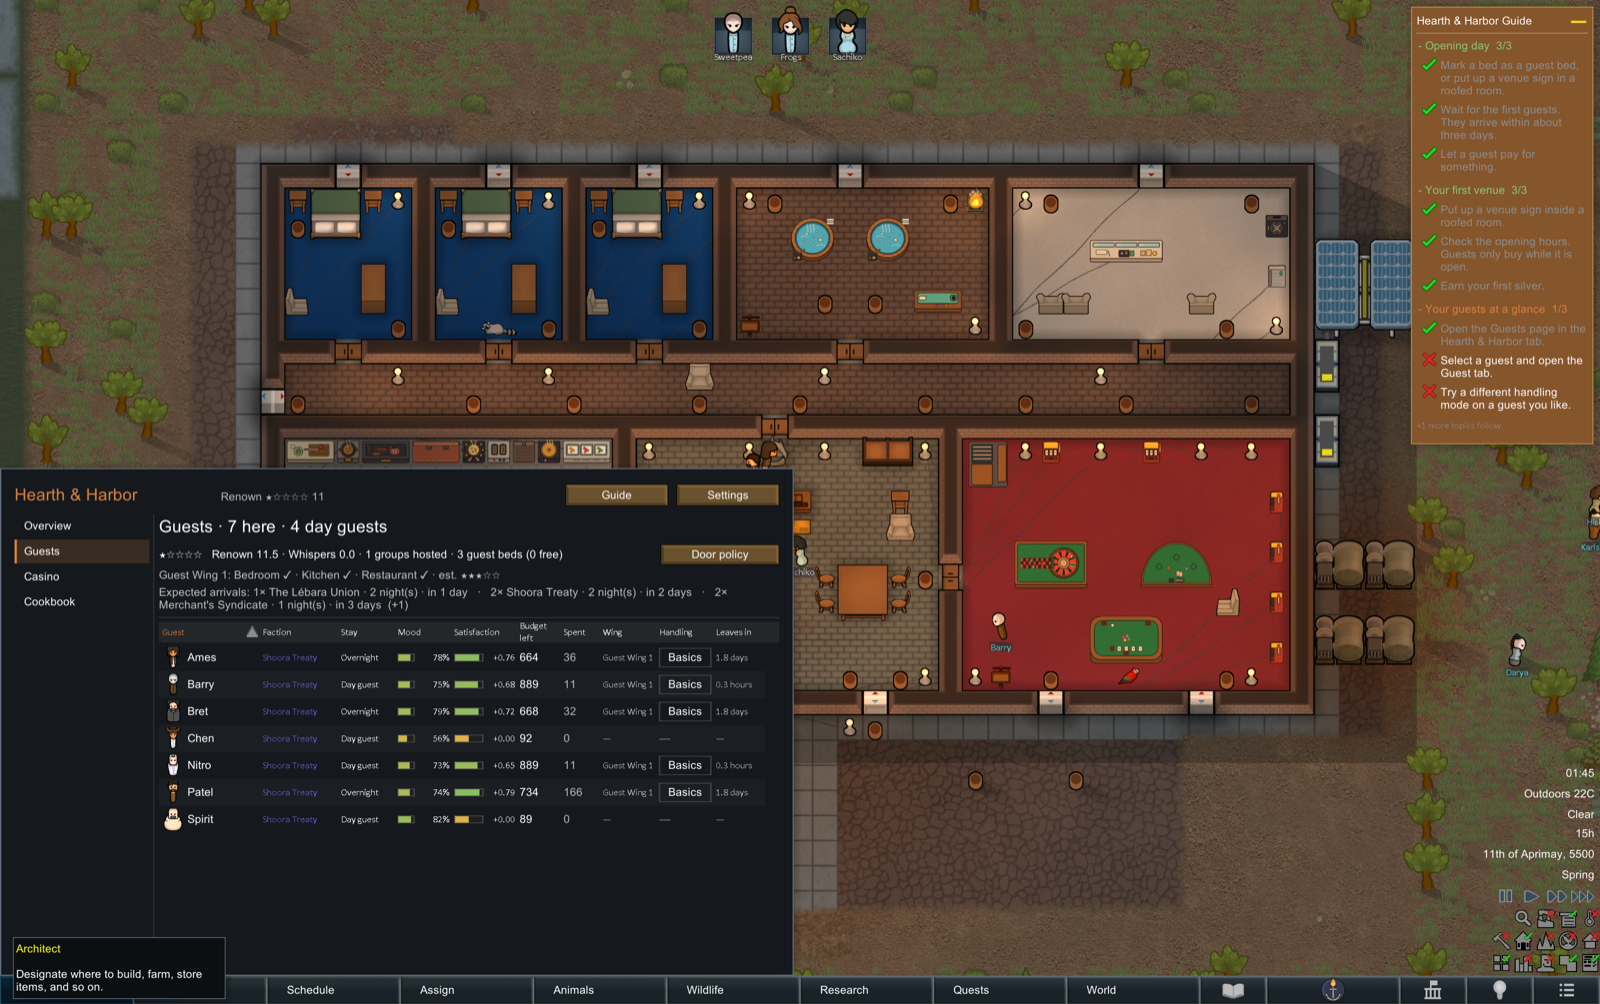 Sweetpea
Frogs
Sachiko
Hearth & Harbor Guide
- Opening day 3/3
Mark a bed as a guest bed,
or put up a venue sign in a
roofed room.
Wait for the first guests.
They arrive within about
three days.
Let a guest pay for
something.
- Your first venue 3/3
Put up a venue sign inside a
roofed room.
Check the opening hours.
Guests only buy while it is
open.
Earn your first silver.
- Your guests at a glance 1/3
Open the Guests page in the
Hearth & Harbor tab.
Select a guest and open the
Guest tab.
Try a different handling
mode on a guest you like.
+1 more topics follow
Hearth & Harbor
Renown ★☆☆☆☆ 11
Guide
Settings
Overview
Guests
Casino
Cookbook
Guests · 7 here · 4 day guests
★☆☆☆☆ Renown 11.5 · Whispers 0.0 · 1 groups hosted · 3 guest beds (0 free)
Door policy
Guest Wing 1: Bedroom ✓ · Kitchen ✓ · Restaurant ✓ · est. ★★★☆☆
Expected arrivals: 1× The Lébara Union · 2 night(s) · in 1 day · 2× Shoora Treaty · 2 night(s) · in 2 days · 2×
Merchant's Syndicate · 1 night(s) · in 3 days (+1)
Guest Faction Stay Mood Satisfaction Budget left Spent Wing Handling Leaves in
Ames Shoora Treaty Overnight 78% +0.76 664 36 Guest Wing 1 Basics 1.8 days
Barry Shoora Treaty Day guest 75% +0.68 889 11 Guest Wing 1 Basics 0.3 hours
Bret Shoora Treaty Overnight 79% +0.72 668 32 Guest Wing 1 Basics 1.8 days
Chen Shoora Treaty Day guest 56% +0.00 92 0 — — —
Nitro Shoora Treaty Day guest 73% +0.65 889 11 Guest Wing 1 Basics 0.3 hours
Patel Shoora Treaty Overnight 74% +0.79 734 166 Guest Wing 1 Basics 1.8 days
Spirit Shoora Treaty Day guest 82% +0.00 89 0 — — —
chiko
Barry
Darya
Karls
01:45
Outdoors 22C
Clear
15h
11th of Aprimay, 5500
Spring
Architect
Designate where to build, farm, store
items, and so on.
Schedule
Assign
Animals
Wildlife
Research
Quests
World